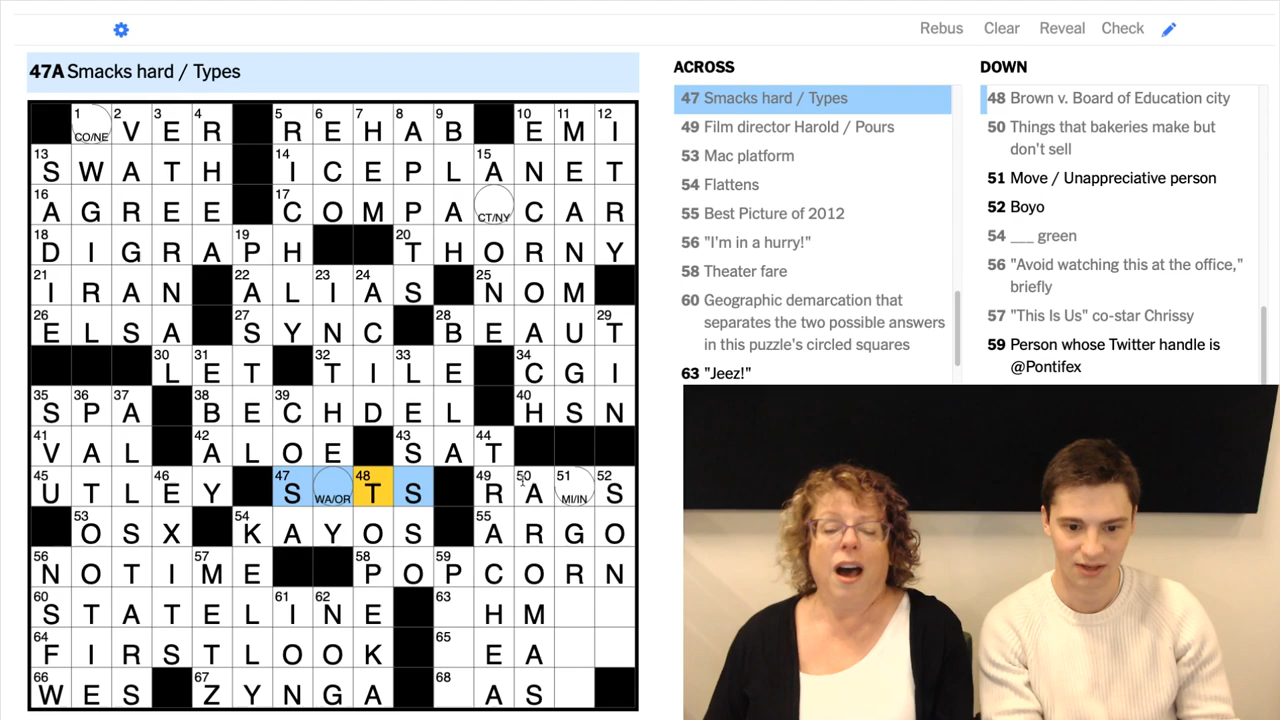 Rebus Clear Reveal Check
47A Smacks hard / Types
ACROSS
47 Smacks hard / Types
49 Film director Harold / Pours
53 Mac platform
54 Flattens
55 Best Picture of 2012
56 "I'm in a hurry!"
58 Theater fare
60 Geographic demarcation that
separates the two possible answers
in this puzzle's circled squares
63 "Jeez!"
DOWN
48 Brown v. Board of Education city
50 Things that bakeries make but
don't sell
51 Move / Unappreciative person
52 Boyo
54 ___ green
56 "Avoid watching this at the office,"
briefly
57 "This Is Us" co-star Chrissy
59 Person whose Twitter handle is
@Pontifex
1 CO/NE 2 V 3 E 4 R 5 R 6 E 7 H 8 A 9 B 10 E 11 M 12 I
13 S W A T H 14 I C E P L 15 A N E T
16 A G R E E 17 C O M P A CT/NY C A R
18 D I G R A 19 P H 20 T H O R N Y
21 I R A N 22 A L 23 I 24 A S 25 N O M
26 E L S A 27 S Y N C 28 B E A U 29 T
30 L 31 E T 32 T I 33 L E 34 C G I
35 S 36 P 37 A 38 B E 39 C H D E L 40 H S N
41 V A L 42 A L O E 43 S A 44 T
45 U T L 46 E Y 47 S WA/OR 48 T S 49 R 50 A 51 MI/IN 52 S
53 O S X 54 K A Y O S 55 A R G O
56 N O T I 57 M E 58 P O 59 P C O R N
60 S T A T E L 61 I 62 N E 63 H M
64 F I R S T L O O K 65 E A
66 W E S 67 Z Y N G A 68 A S